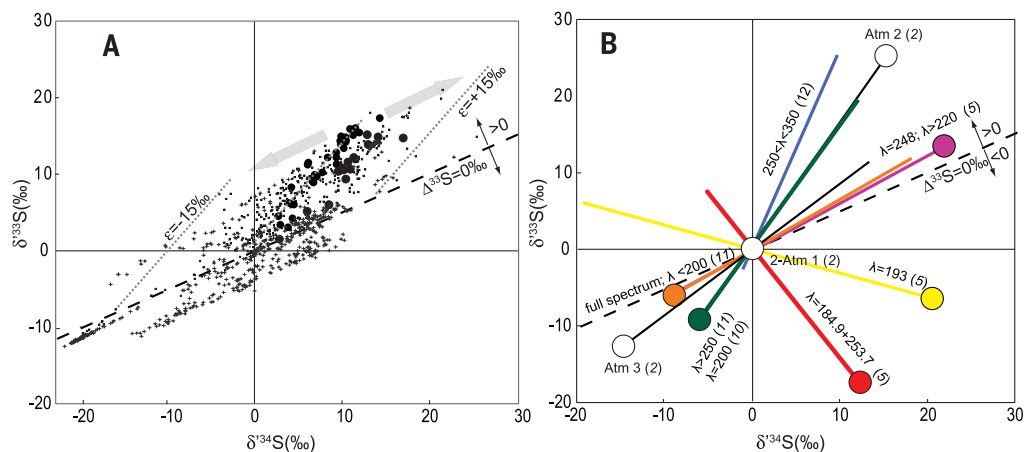 A
30
20
10
0
-10
-20
-20
-10
0
10
20
30
δ'³³S(‰)
δ'³⁴S(‰)
ε=-15‰
ε=+15‰
>0
Δ³³S=0‰
<0
B
30
20
10
0
-10
-20
-20
-10
0
10
20
30
δ'³³S(‰)
δ'³⁴S(‰)
Atm 2 (2)
250<λ<350 (12)
λ=248; λ>220 (5)
>0
<0
Δ³³S=0‰
2-Atm 1 (2)
full spectrum; λ <200 (11)
λ=193 (5)
λ=184.9+253.7 (5)
λ>250 (11)
λ=200 (10)
Atm 3 (2)